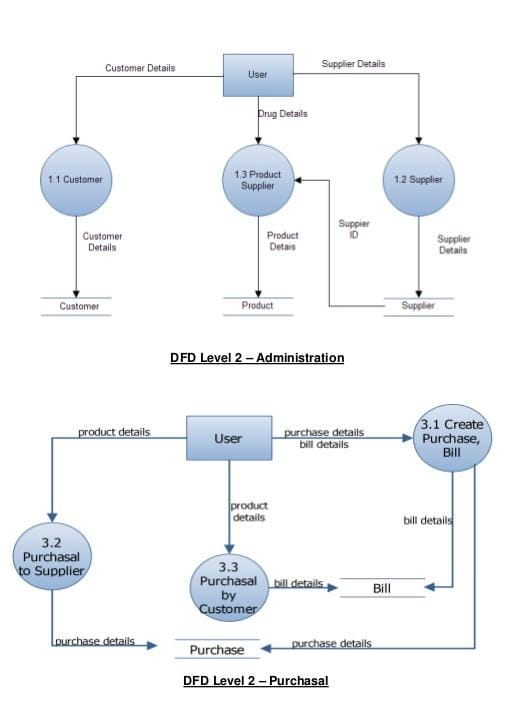 Customer Details
User
Supplier Details
Drug Details
1.1 Customer
1.3 Product
Supplier
1.2 Supplier
Customer
Details
Product
Detais
Suppier
ID
Supplier
Details
Customer
Product
Supplier
DFD Level 2 – Administration
product details
User
purchase details
bill details
3.1 Create
Purchase,
Bill
product
details
bill details
3.2
Purchasal
to Supplier
3.3
Purchasal
by
Customer
bill details
Bill
purchase details
Purchase
purchase details
DFD Level 2 – Purchasal